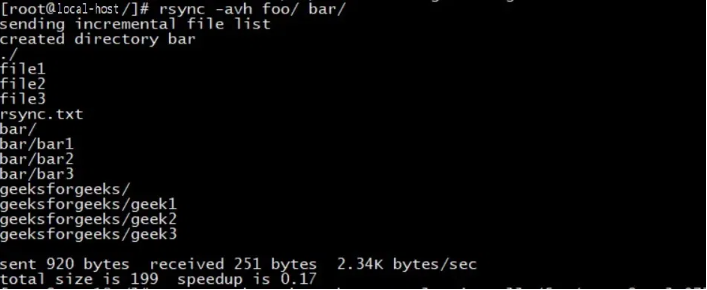 [root@local-host/]# rsync -avh foo/ bar/
sending incremental file list
created directory bar
./
file1
file2
file3
rsync.txt
bar/
bar/bar1
bar/bar2
bar/bar3
geeksforgeeks/
geeksforgeeks/geek1
geeksforgeeks/geek2
geeksforgeeks/geek3
sent 920 bytes  received 251 bytes  2.34K bytes/sec
total size is 199  speedup is 0.17